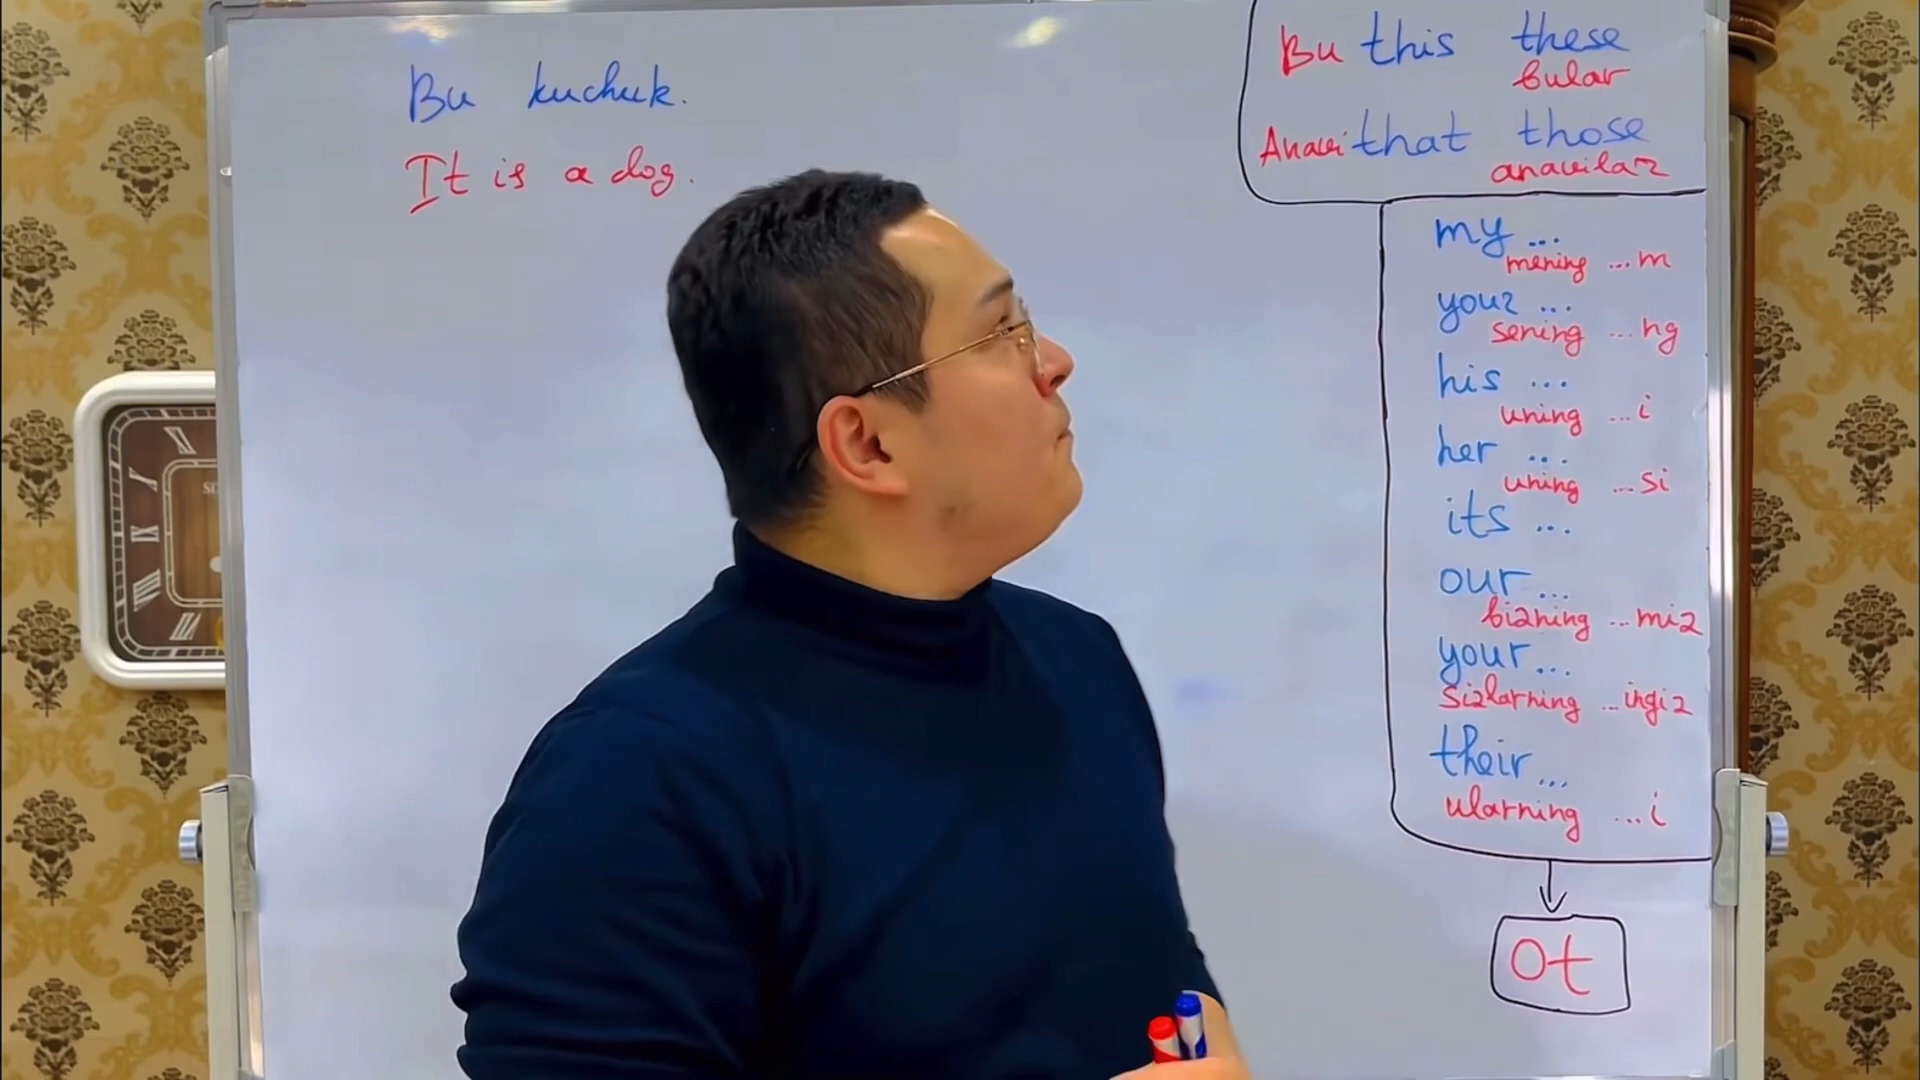 Bu kuchuk.
It is a dog.
Bu this these
bular
Anavi that those
anavilar
my ...
mening ...m
your ...
sening ...ng
his ...
uning ...i
her ...
uning ...si
its ...
our ...
bizning ...miz
your ...
sizlarning ...ingiz
their ...
ularning ...i
Ot